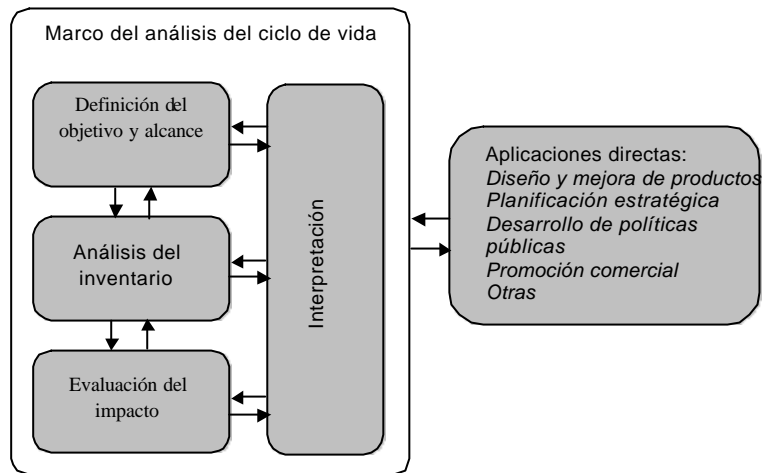 Marco del análisis del ciclo de vida
Definición del
objetivo y alcance
Análisis del
inventario
Evaluación del
impacto
Interpretación
Aplicaciones directas:
Diseño y mejora de productos
Planificación estratégica
Desarrollo de políticas
públicas
Promoción comercial
Otras